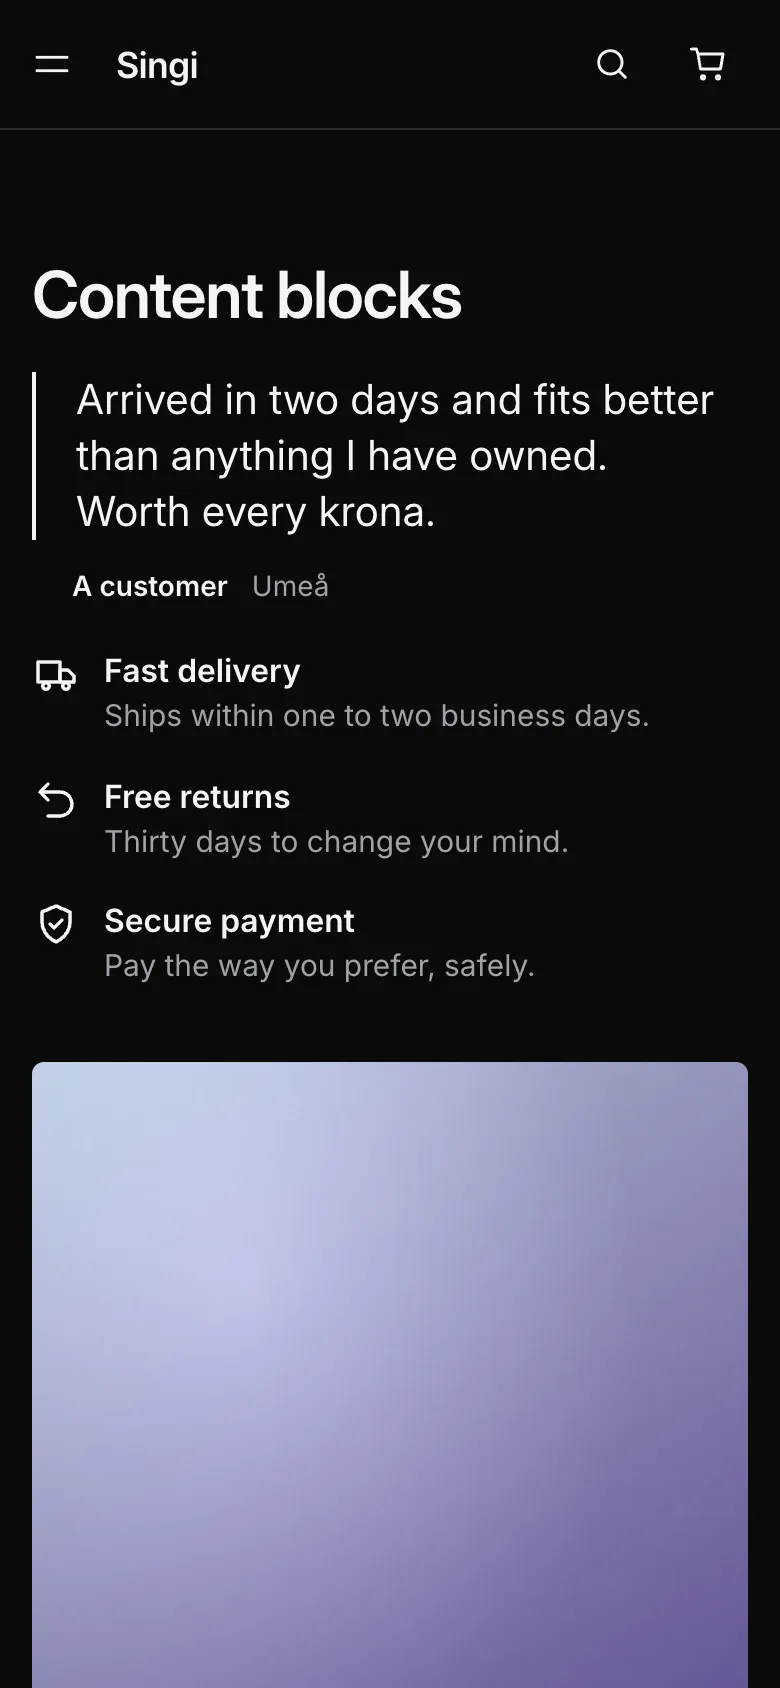 Singi
Content blocks
Arrived in two days and fits better
than anything I have owned.
Worth every krona.
A customer Umeå
Fast delivery
Ships within one to two business days.
Free returns
Thirty days to change your mind.
Secure payment
Pay the way you prefer, safely.